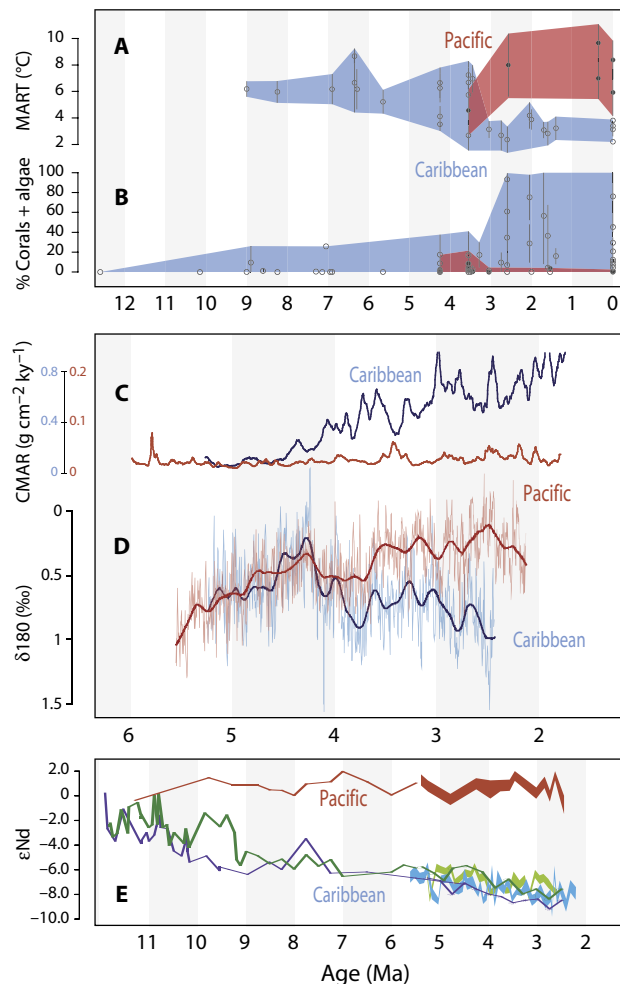 A
Pacific
MART (°C)
10
8
6
4
2
B
Caribbean
% Corals + algae
100
80
60
40
20
0
12 11 10 9 8 7 6 5 4 3 2 1 0
C
Caribbean
CMAR (g cm–2 ky–1)
0.8 0.2
0.4 0.1
0 0
D
Pacific
Caribbean
δ180 (‰)
0
0.5
1
1.5
6 5 4 3 2
E
Pacific
Caribbean
εNd
2.0
0
–2.0
–4.0
–6.0
–8.0
–10.0
11 10 9 8 7 6 5 4 3 2
Age (Ma)